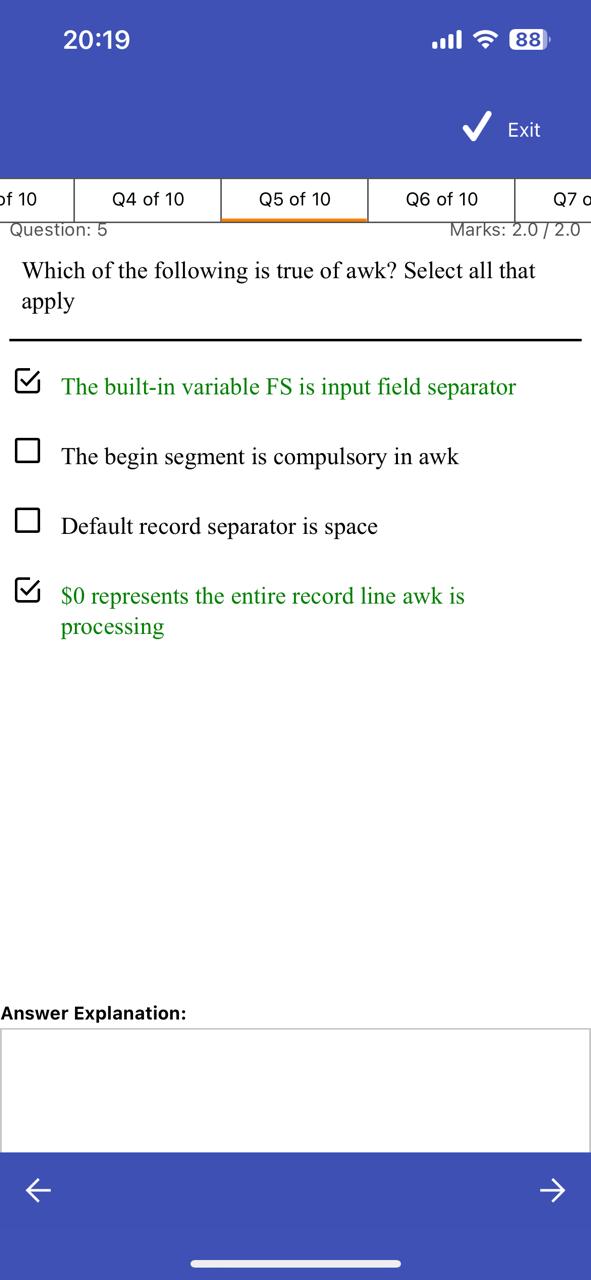 20:19
88
Exit
of 10
Q4 of 10
Q5 of 10
Q6 of 10
Q7 o
Question: 5
Marks: 2.0 / 2.0
Which of the following is true of awk? Select all that
apply
The built-in variable FS is input field separator
The begin segment is compulsory in awk
Default record separator is space
$0 represents the entire record line awk is
processing
Answer Explanation: